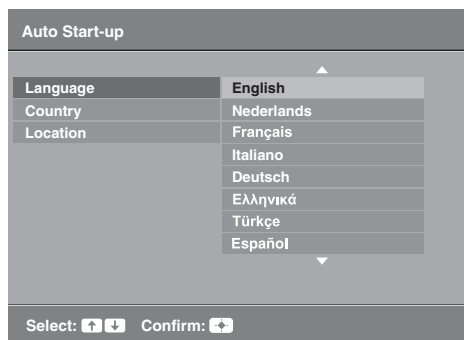 Auto Start-up
Language
Country
Location
English
Nederlands
Français
Italiano
Deutsch
Ελληνικά
Türkçe
Español
Select: Confirm: